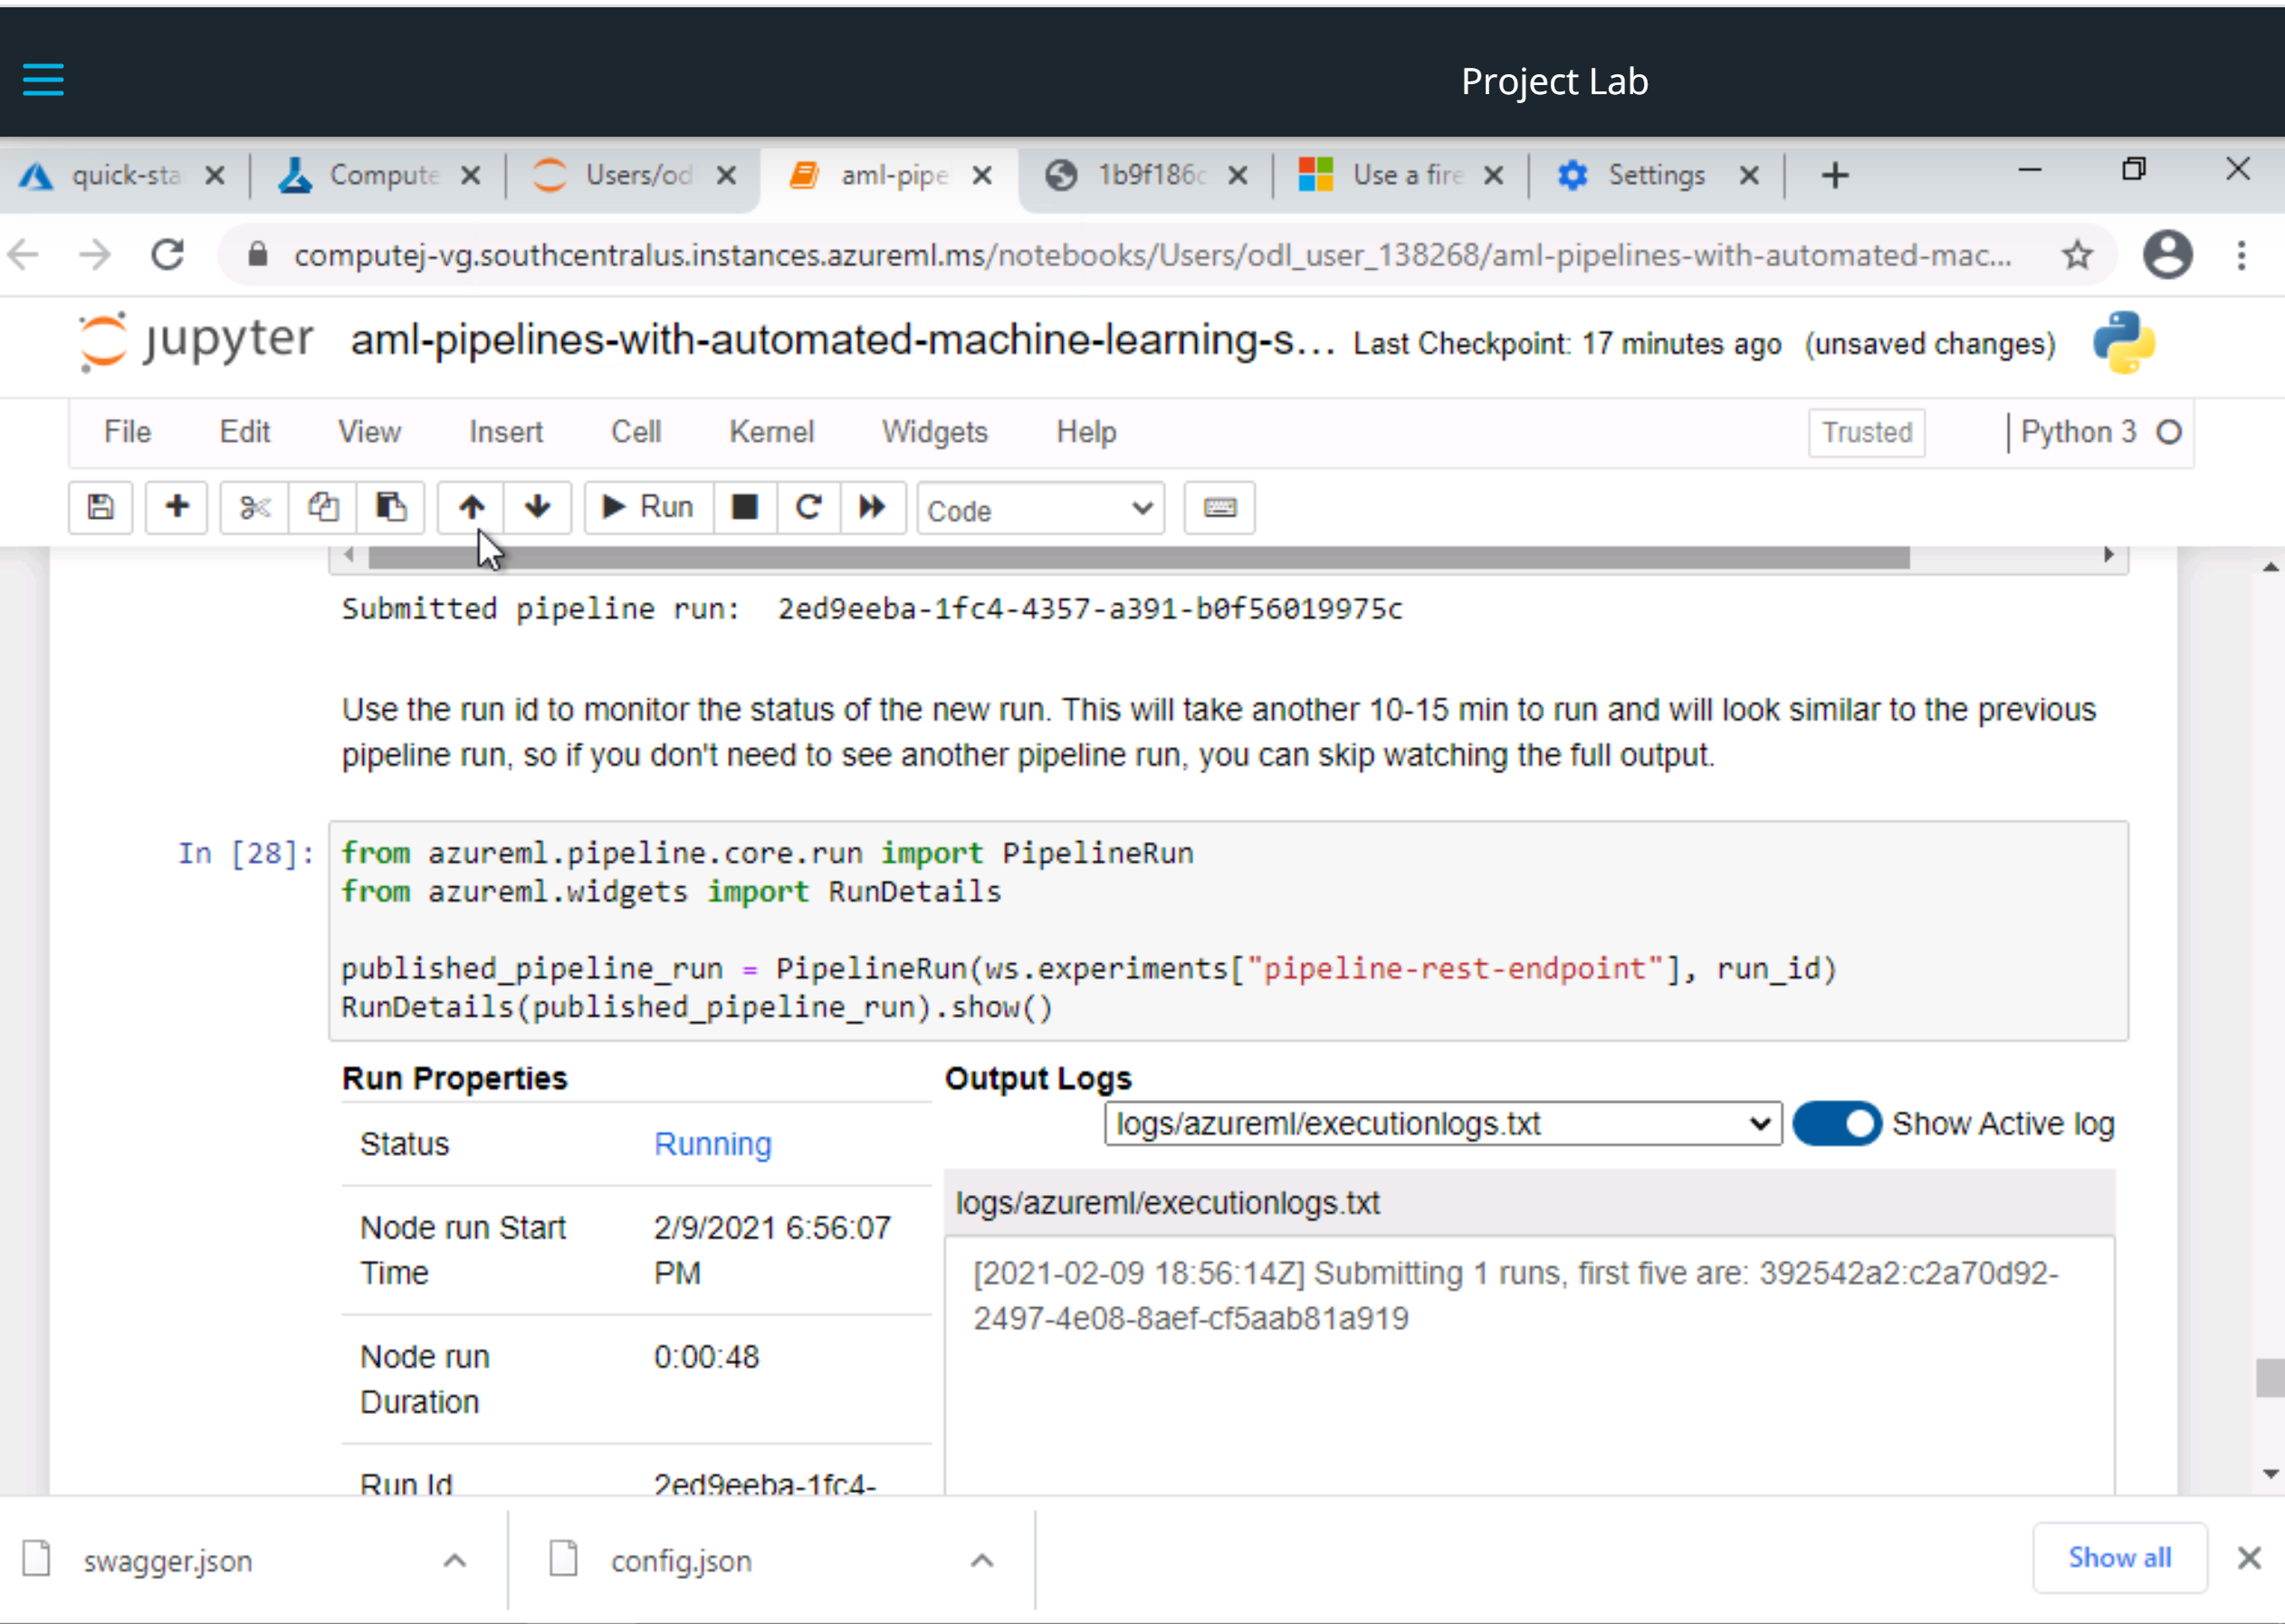 Project Lab
quick-sta
Compute
Users/od
aml-pipe
1b9f186c
Use a fire
Settings
computej-vg.southcentralus.instances.azureml.ms/notebooks/Users/odl_user_138268/aml-pipelines-with-automated-mac...
jupyter aml-pipelines-with-automated-machine-learning-s... Last Checkpoint: 17 minutes ago (unsaved changes)
File Edit View Insert Cell Kernel Widgets Help Trusted Python 3
Run Code
Submitted pipeline run:  2ed9eeba-1fc4-4357-a391-b0f56019975c
Use the run id to monitor the status of the new run. This will take another 10-15 min to run and will look similar to the previous
pipeline run, so if you don't need to see another pipeline run, you can skip watching the full output.
In [28]: from azureml.pipeline.core.run import PipelineRun
from azureml.widgets import RunDetails
published_pipeline_run = PipelineRun(ws.experiments["pipeline-rest-endpoint"], run_id)
RunDetails(published_pipeline_run).show()
Run Properties
Status Running
Node run Start Time 2/9/2021 6:56:07 PM
Node run Duration 0:00:48
Run Id 2ed9eeba-1fc4-
Output Logs
logs/azureml/executionlogs.txt Show Active log
logs/azureml/executionlogs.txt
[2021-02-09 18:56:14Z] Submitting 1 runs, first five are: 392542a2:c2a70d92-
2497-4e08-8aef-cf5aab81a919
swagger.json config.json Show all